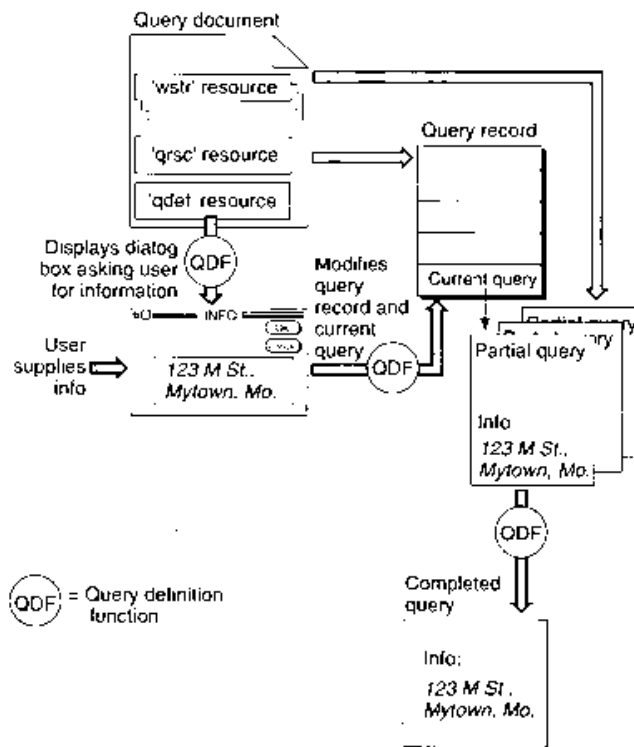 Query document
'wstr' resource
'qrsc' resource
'qdef' resource
Query record
Current query
QDF
Displays dialog
box asking user
for information
INFO
Modifies
query
record and
current
query
User
supplies
info
123 M St.,
Mytown, Mo.
QDF
Partial query
Partial query
Info
123 M St.,
Mytown, Mo.
QDF
Completed
query
Info:
123 M St.,
Mytown, Mo.
QDF = Query definition
function